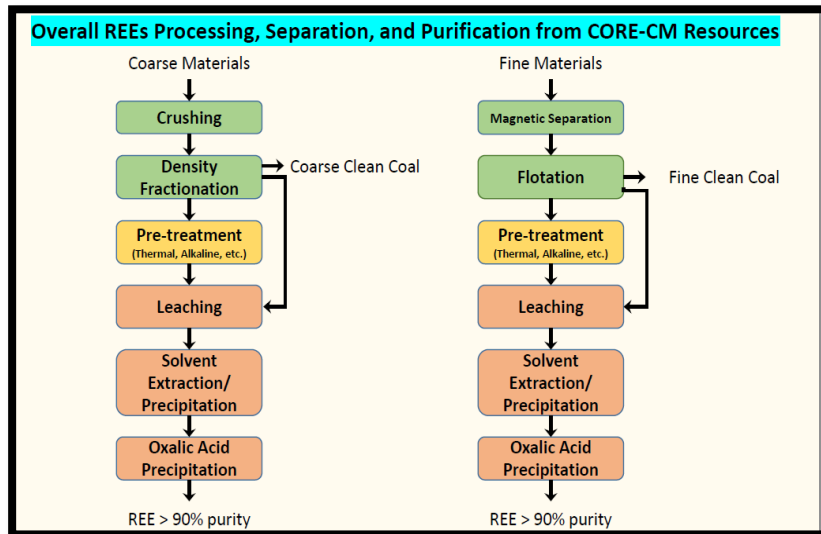 Overall REEs Processing, Separation, and Purification from CORE-CM Resources
Coarse Materials
Crushing
Density
Fractionation
Coarse Clean Coal
Pre-treatment
(Thermal, Alkaline, etc.)
Leaching
Solvent
Extraction/
Precipitation
Oxalic Acid
Precipitation
REE > 90% purity
Fine Materials
Magnetic Separation
Flotation
Fine Clean Coal
Pre-treatment
(Thermal, Alkaline, etc.)
Leaching
Solvent
Extraction/
Precipitation
Oxalic Acid
Precipitation
REE > 90% purity